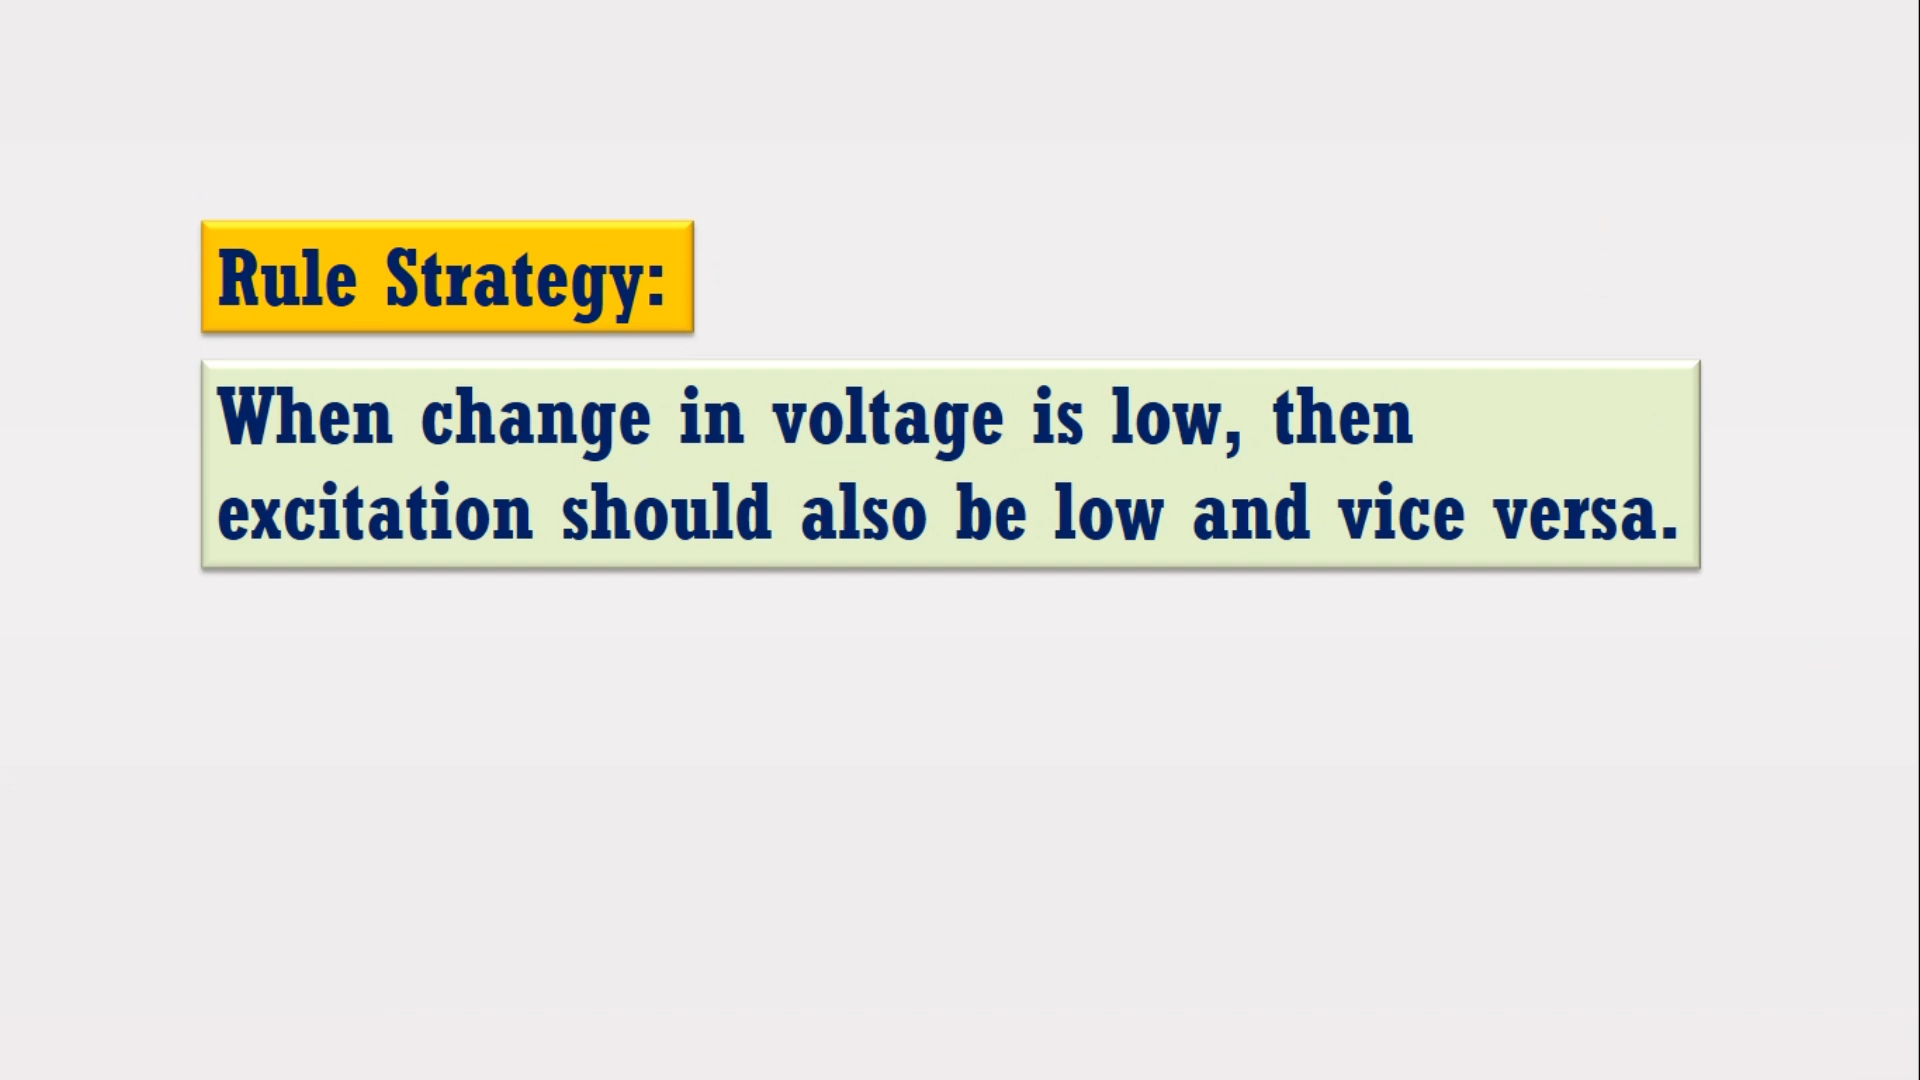 Rule Strategy:
When change in voltage is low, then
excitation should also be low and vice versa.